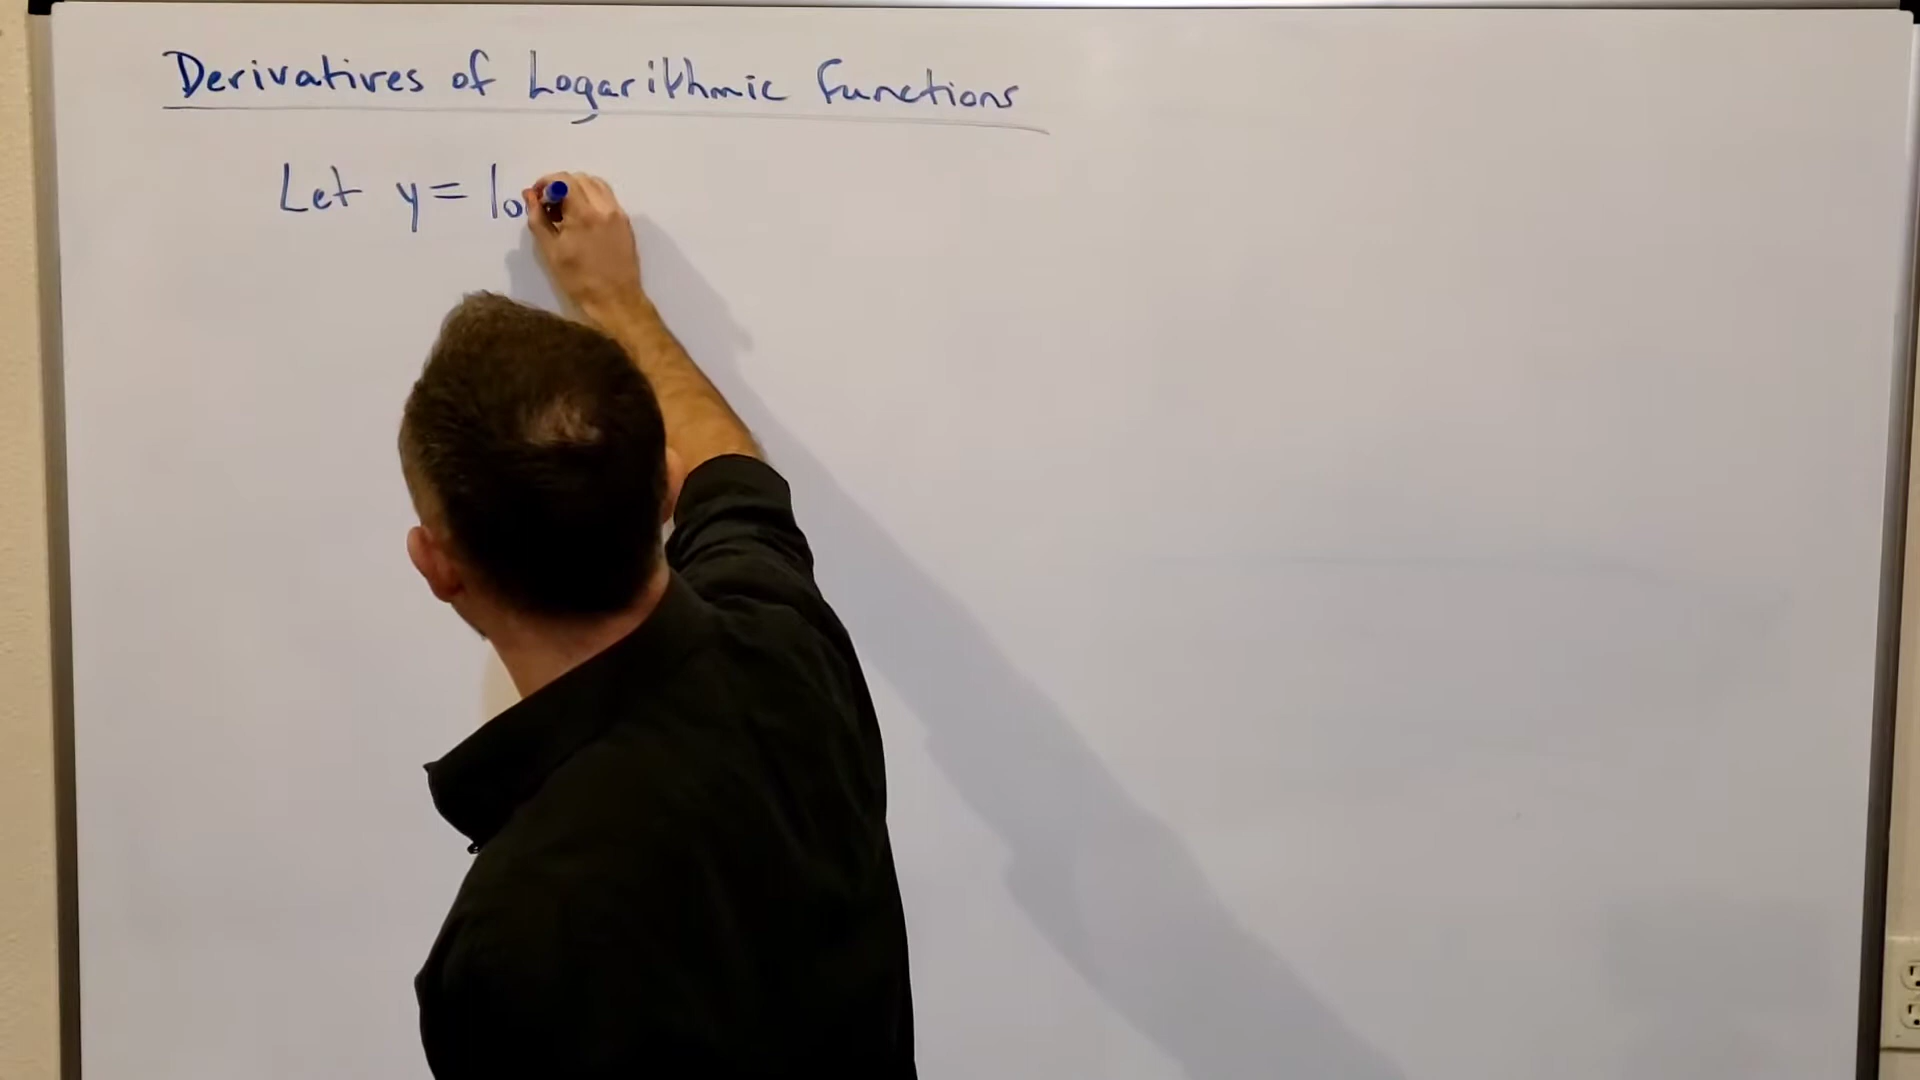 Derivatives of Logarithmic Functions
Let y = lo